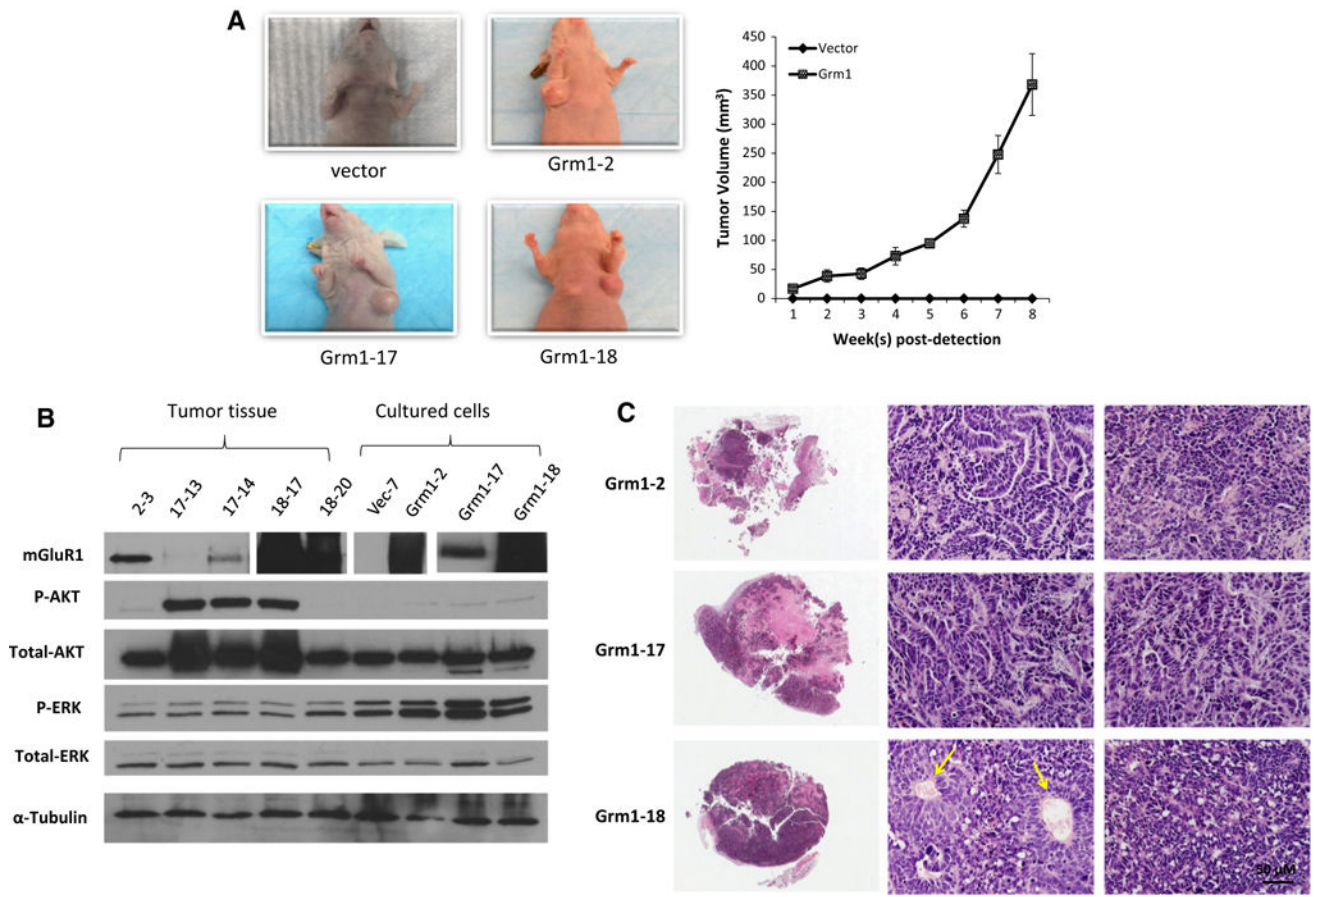 A
vector
Grm1-2
Grm1-17
Grm1-18
450
400
350
300
250
200
150
100
50
0
Vector
Grm1
Tumor Volume (mm³)
1 2 3 4 5 6 7 8
Week(s) post-detection
B
Tumor tissue
Cultured cells
2-3 17-13 17-14 18-17 18-20 Vec-7 Grm1-2 Grm1-17 Grm1-18
mGluR1
P-AKT
Total-AKT
P-ERK
Total-ERK
α-Tubulin
C
Grm1-2
Grm1-17
Grm1-18
50 µM